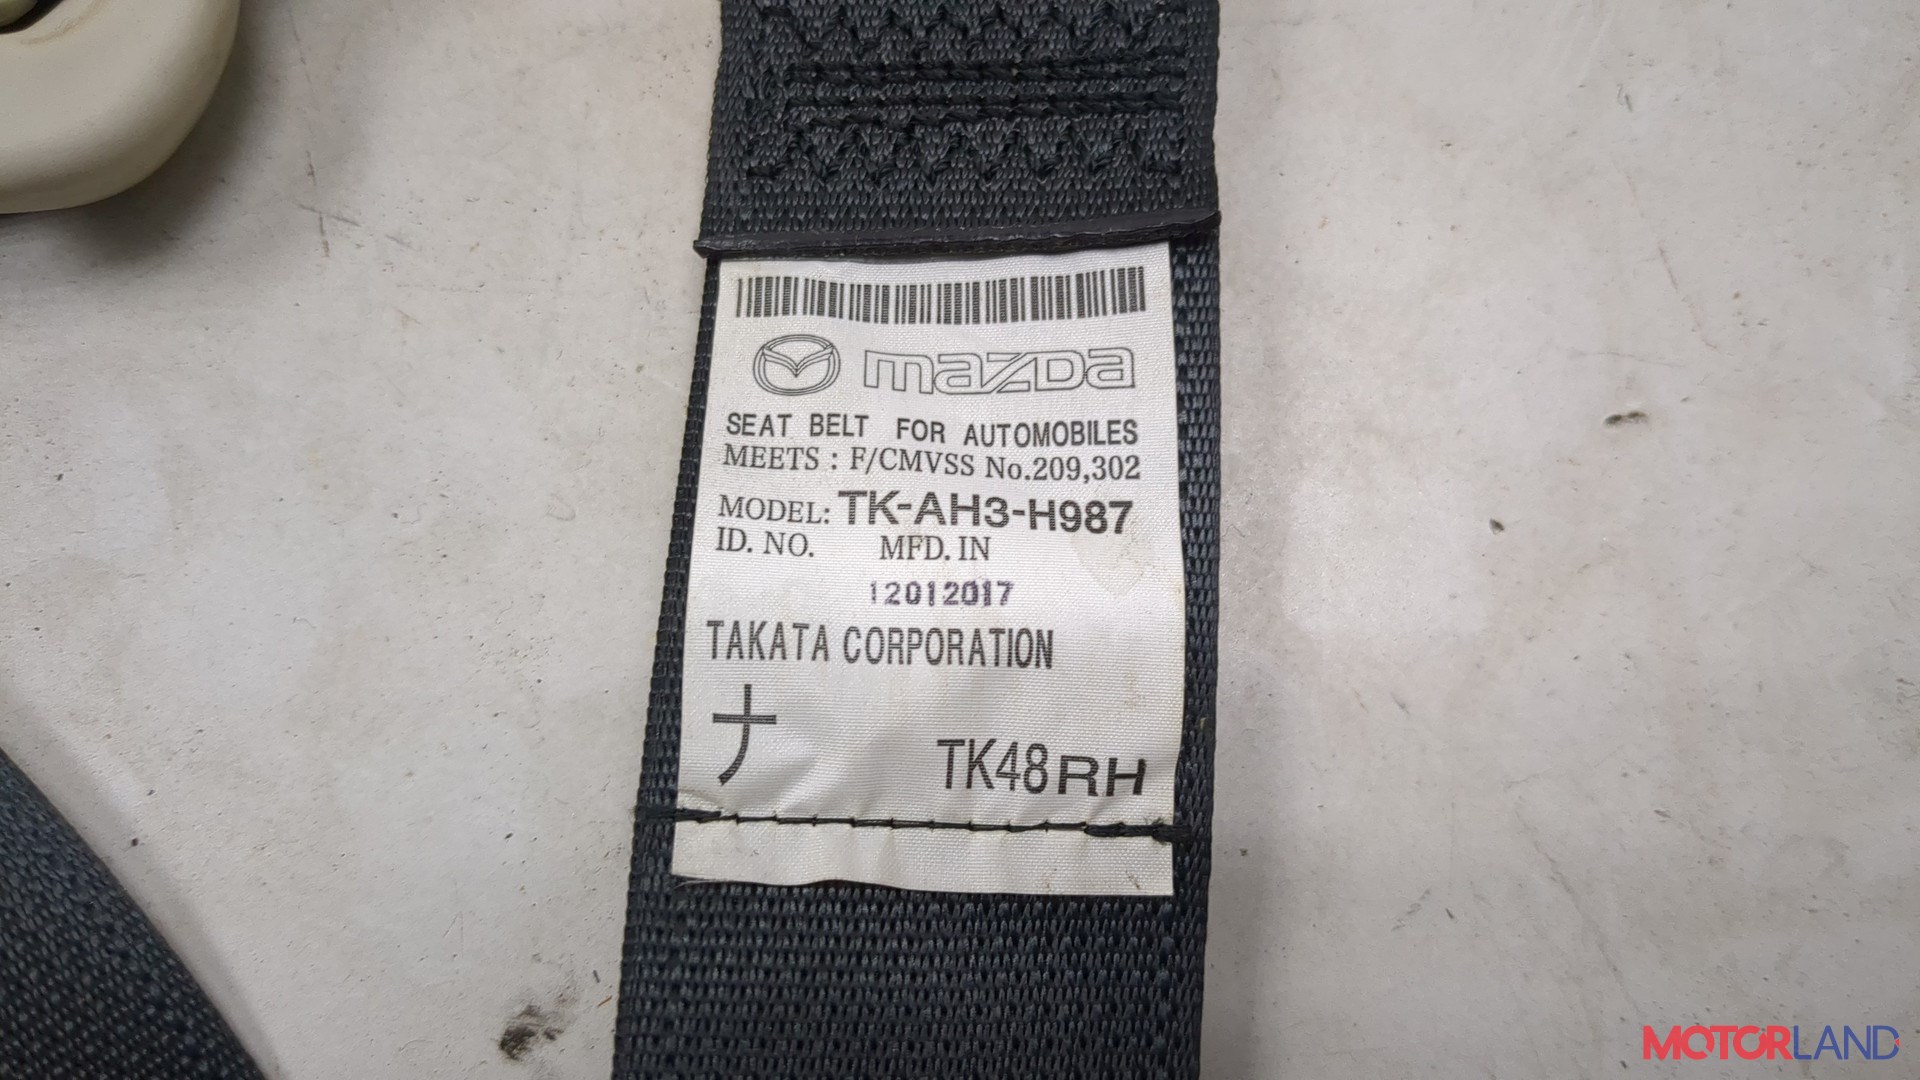 mazda
SEAT BELT FOR AUTOMOBILES
MEETS : F/CMVSS No.209,302
MODEL: TK-AH3-H987
ID. NO. MFD. IN
12012017
TAKATA CORPORATION
ナ
TK48 RH
MOTORLAND